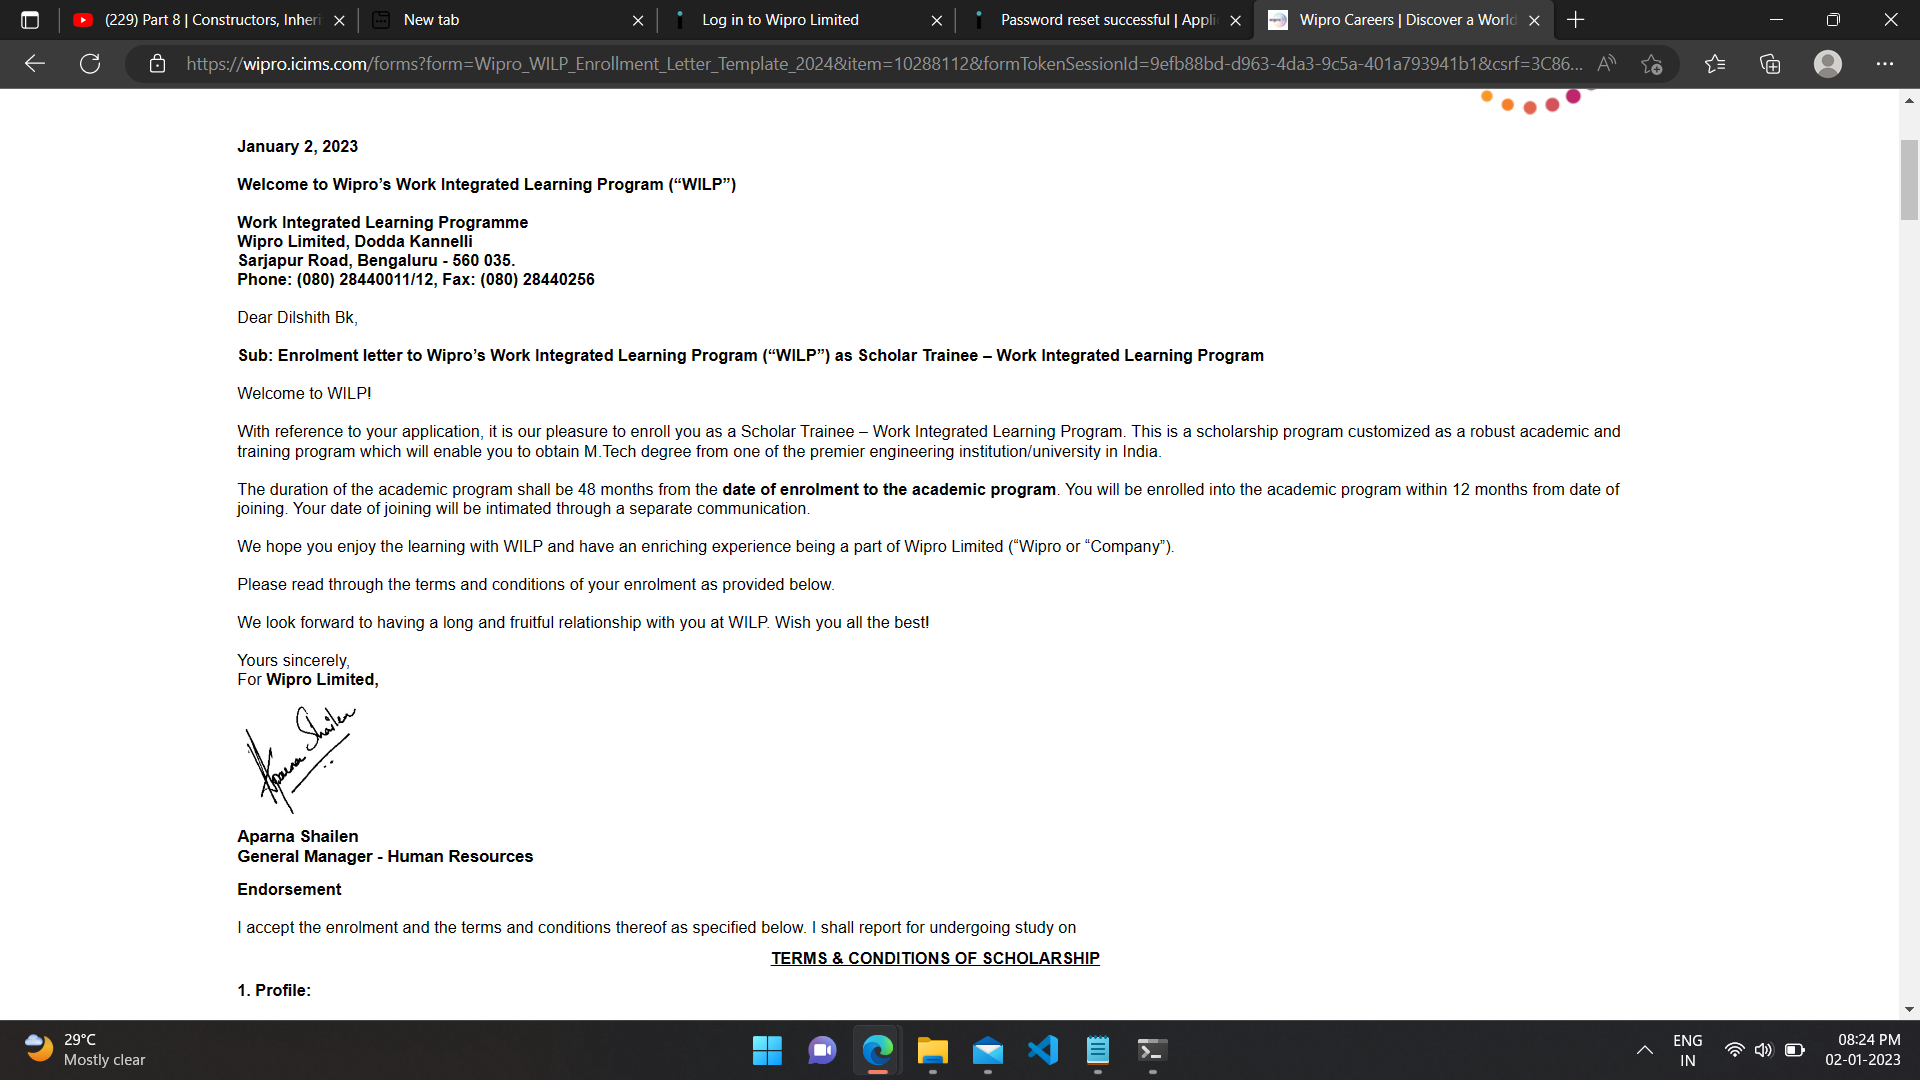 (229) Part 8 | Constructors, Inheri
New tab
Log in to Wipro Limited
Password reset successful | Appli
Wipro Careers | Discover a World
https://wipro.icims.com/forms?form=Wipro_WILP_Enrollment_Letter_Template_2024&item=10288112&formTokenSessionId=9efb88bd-d963-4da3-9c5a-401a793941b1&csrf=3C86...
January 2, 2023
Welcome to Wipro’s Work Integrated Learning Program (“WILP”)
Work Integrated Learning Programme
Wipro Limited, Dodda Kannelli
Sarjapur Road, Bengaluru - 560 035.
Phone: (080) 28440011/12, Fax: (080) 28440256
Dear Dilshith Bk,
Sub: Enrolment letter to Wipro’s Work Integrated Learning Program (“WILP”) as Scholar Trainee – Work Integrated Learning Program
Welcome to WILP!
With reference to your application, it is our pleasure to enroll you as a Scholar Trainee – Work Integrated Learning Program. This is a scholarship program customized as a robust academic and
training program which will enable you to obtain M.Tech degree from one of the premier engineering institution/university in India.
The duration of the academic program shall be 48 months from the date of enrolment to the academic program. You will be enrolled into the academic program within 12 months from date of
joining. Your date of joining will be intimated through a separate communication.
We hope you enjoy the learning with WILP and have an enriching experience being a part of Wipro Limited (“Wipro or “Company”).
Please read through the terms and conditions of your enrolment as provided below.
We look forward to having a long and fruitful relationship with you at WILP. Wish you all the best!
Yours sincerely,
For Wipro Limited,
Aparna Shailen
Aparna Shailen
General Manager - Human Resources
Endorsement
I accept the enrolment and the terms and conditions thereof as specified below. I shall report for undergoing study on
TERMS & CONDITIONS OF SCHOLARSHIP
1. Profile:
29°C
Mostly clear
ENG
IN
08:24 PM
02-01-2023